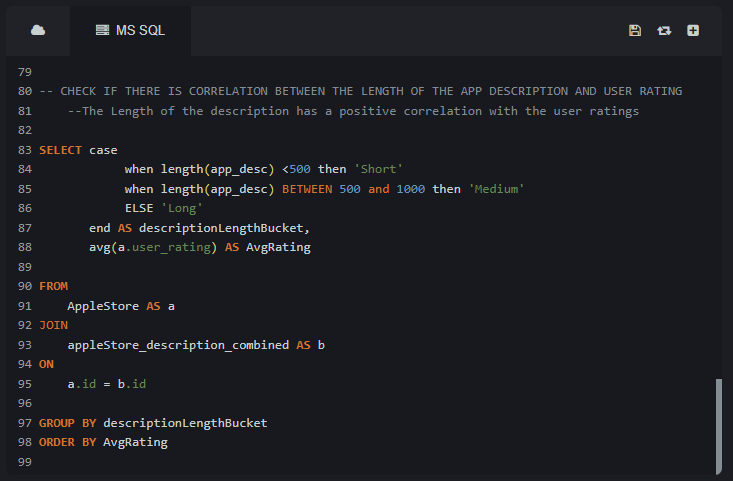 MS SQL
79
80 -- CHECK IF THERE IS CORRELATION BETWEEN THE LENGTH OF THE APP DESCRIPTION AND USER RATING
81     --The Length of the description has a positive correlation with the user ratings
82
83 SELECT case
84             when length(app_desc) <500 then 'Short'
85             when length(app_desc) BETWEEN 500 and 1000 then 'Medium'
86             ELSE 'Long'
87        end AS descriptionLengthBucket,
88        avg(a.user_rating) AS AvgRating
89
90 FROM
91     AppleStore AS a
92 JOIN
93     appleStore_description_combined AS b
94 ON
95     a.id = b.id
96
97 GROUP BY descriptionLengthBucket
98 ORDER BY AvgRating
99